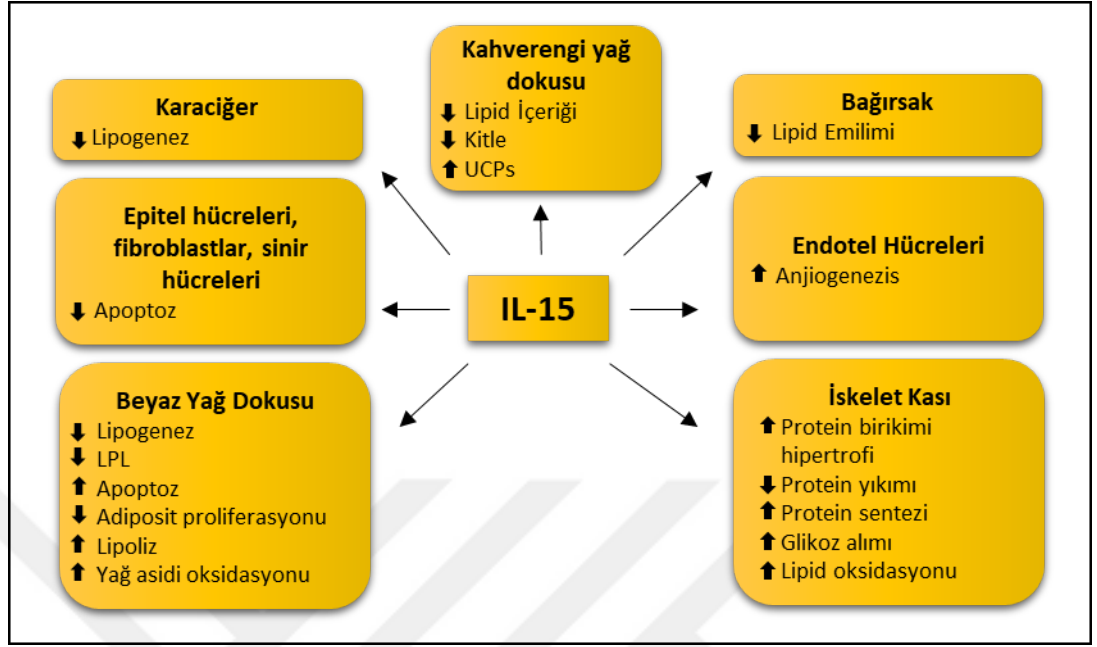 Kahverengi yağ
dokusu
⬇ Lipid İçeriği
⬇ Kitle
⬆ UCPs
Karaciğer
⬇ Lipogenez
Bağırsak
⬇ Lipid Emilimi
Epitel hücreleri,
fibroblastlar, sinir
hücreleri
⬇ Apoptoz
IL-15
Endotel Hücreleri
⬆ Anjiogenezis
Beyaz Yağ Dokusu
⬇ Lipogenez
⬇ LPL
⬆ Apoptoz
⬇ Adiposit proliferasyonu
⬆ Lipoliz
⬆ Yağ asidi oksidasyonu
İskelet Kası
⬆ Protein birikimi
hipertrofi
⬇ Protein yıkımı
⬆ Protein sentezi
⬆ Glikoz alımı
⬆ Lipid oksidasyonu